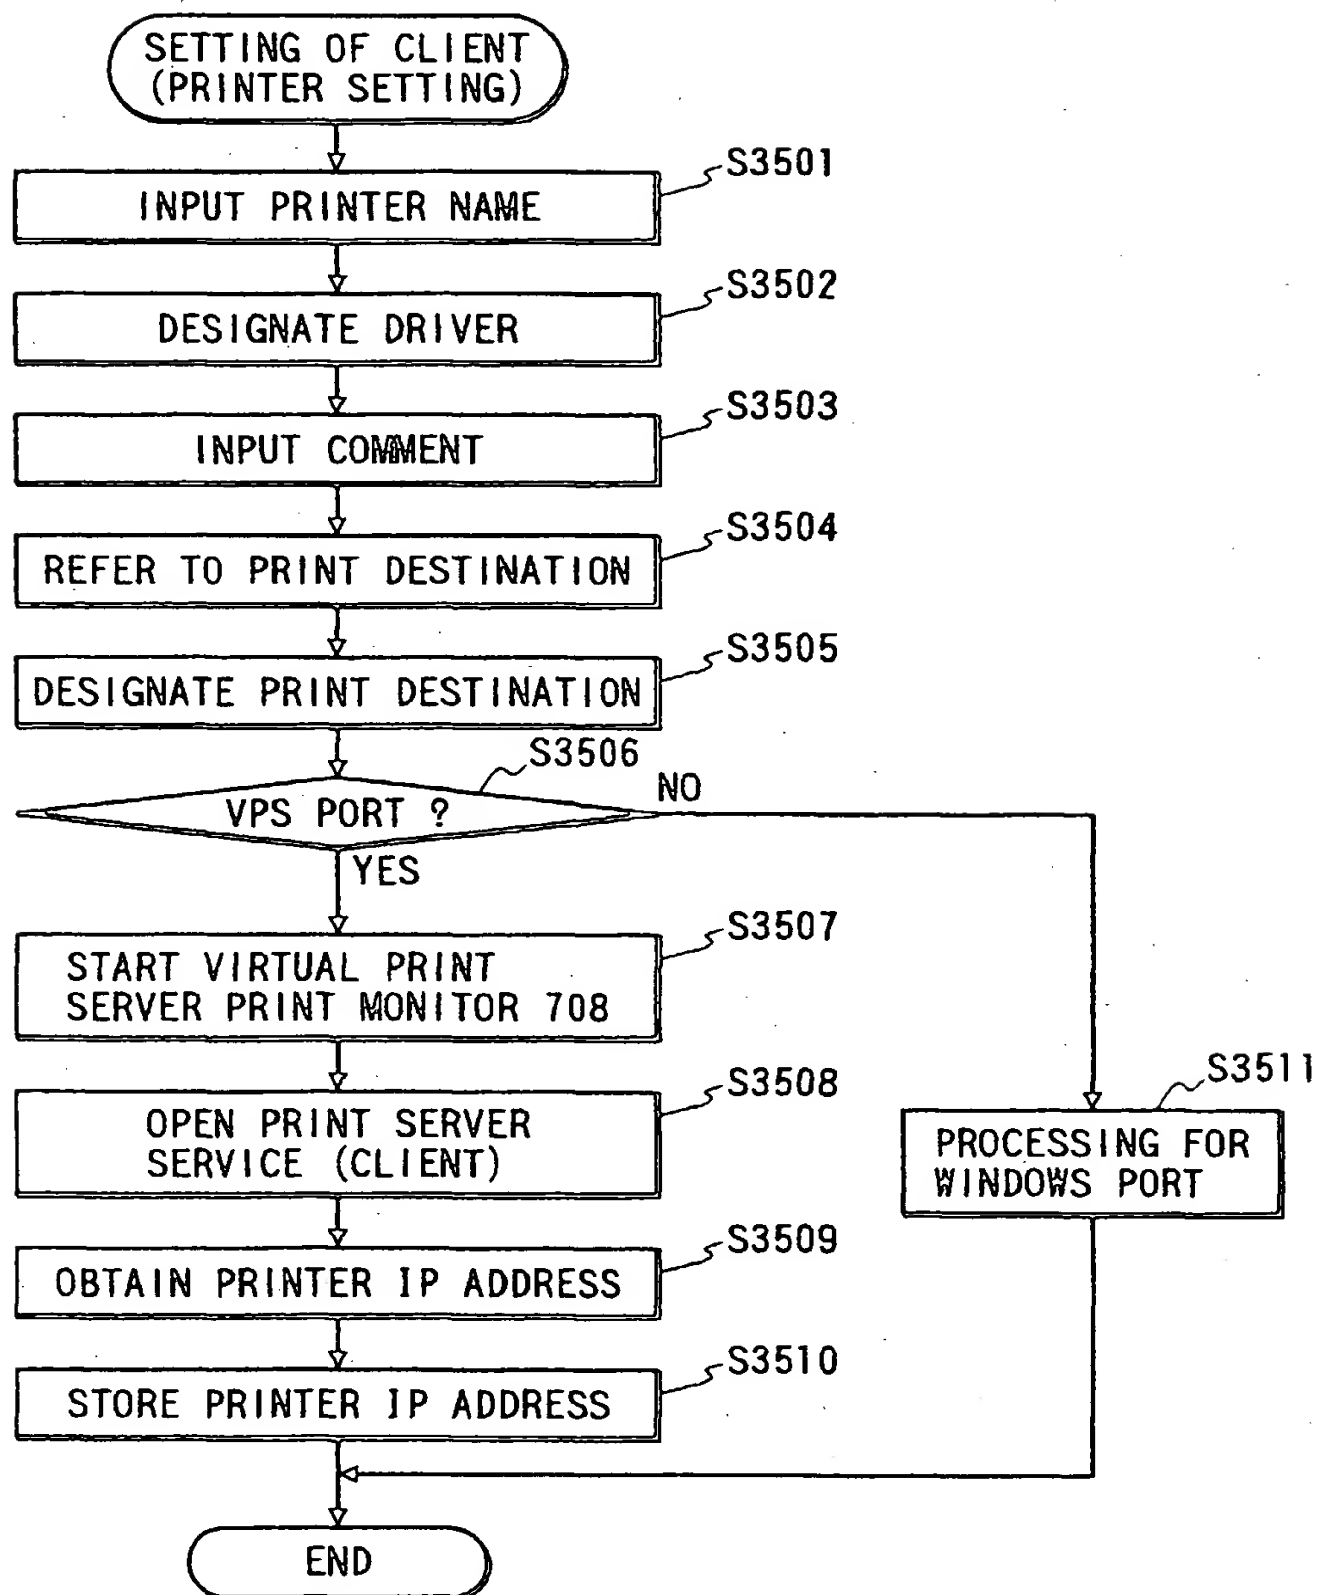 SETTING OF CLIENT
(PRINTER SETTING)
S3501
INPUT PRINTER NAME
S3502
DESIGNATE DRIVER
S3503
INPUT COMMENT
S3504
REFER TO PRINT DESTINATION
S3505
DESIGNATE PRINT DESTINATION
S3506
VPS PORT ?
NO
YES
S3507
START VIRTUAL PRINT
SERVER PRINT MONITOR 708
S3508
OPEN PRINT SERVER
SERVICE (CLIENT)
S3511
PROCESSING FOR
WINDOWS PORT
S3509
OBTAIN PRINTER IP ADDRESS
S3510
STORE PRINTER IP ADDRESS
END